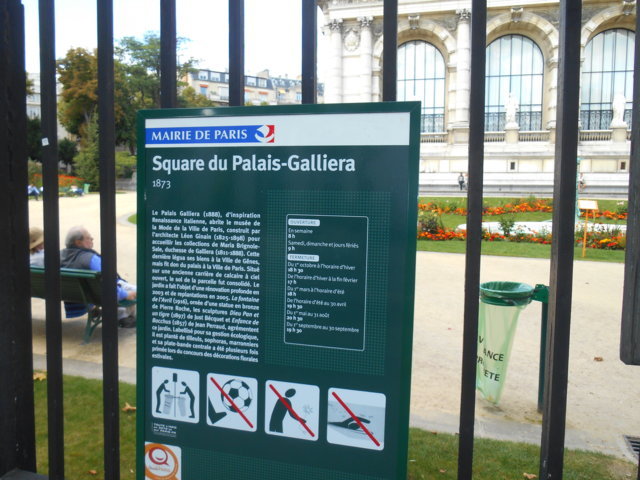 MAIRIE DE PARIS
Square du Palais-Galliera
1873
Le Palais Galliera (1888), d'inspiration
Renaissance italienne, abrite le musée de
la Mode de la Ville de Paris, construit par
l'architecte Léon Ginain (1825-1898) pour
accueillir les collections de Maria Brignole-
Sale, duchesse de Galliera (1811-1888). Cette
dernière légua ses biens à la Ville de Gênes,
mais fit don du palais à la Ville de Paris. Situé
sur une ancienne carrière de calcaire à ciel
ouvert, le sol de la parcelle fut consolidé. Le
jardin a fait l'objet d'une rénovation profonde en
2003 et de replantations en 2005. La fontaine
de l'Avril (1916), ornée d'une statue en bronze
de Pierre Roche, les sculptures Dieu Pan et
un tigre (1897) de Just Bécquet et Enfance de
Bacchus (1857) de Jean Perraud, agrémentent
ce jardin. Labellisé pour sa gestion écologique,
il est planté de tilleuls, sophoras, marronniers
et sa plate-bande centrale a été plusieurs fois
primée lors du concours des décorations florales
estivales.
OUVERTURE
En semaine
8 h
Samedi, dimanche et jours fériés
9 h
FERMETURE
Du 1er octobre à l'horaire d'hiver
18 h 30
De l'horaire d'hiver à la fin février
17 h
Du 1er mars à l'horaire d'été
18 h
De l'horaire d'été au 30 avril
19 h 30
Du 1er mai au 31 août
20 h 30
Du 1er septembre au 30 septembre
19 h 30